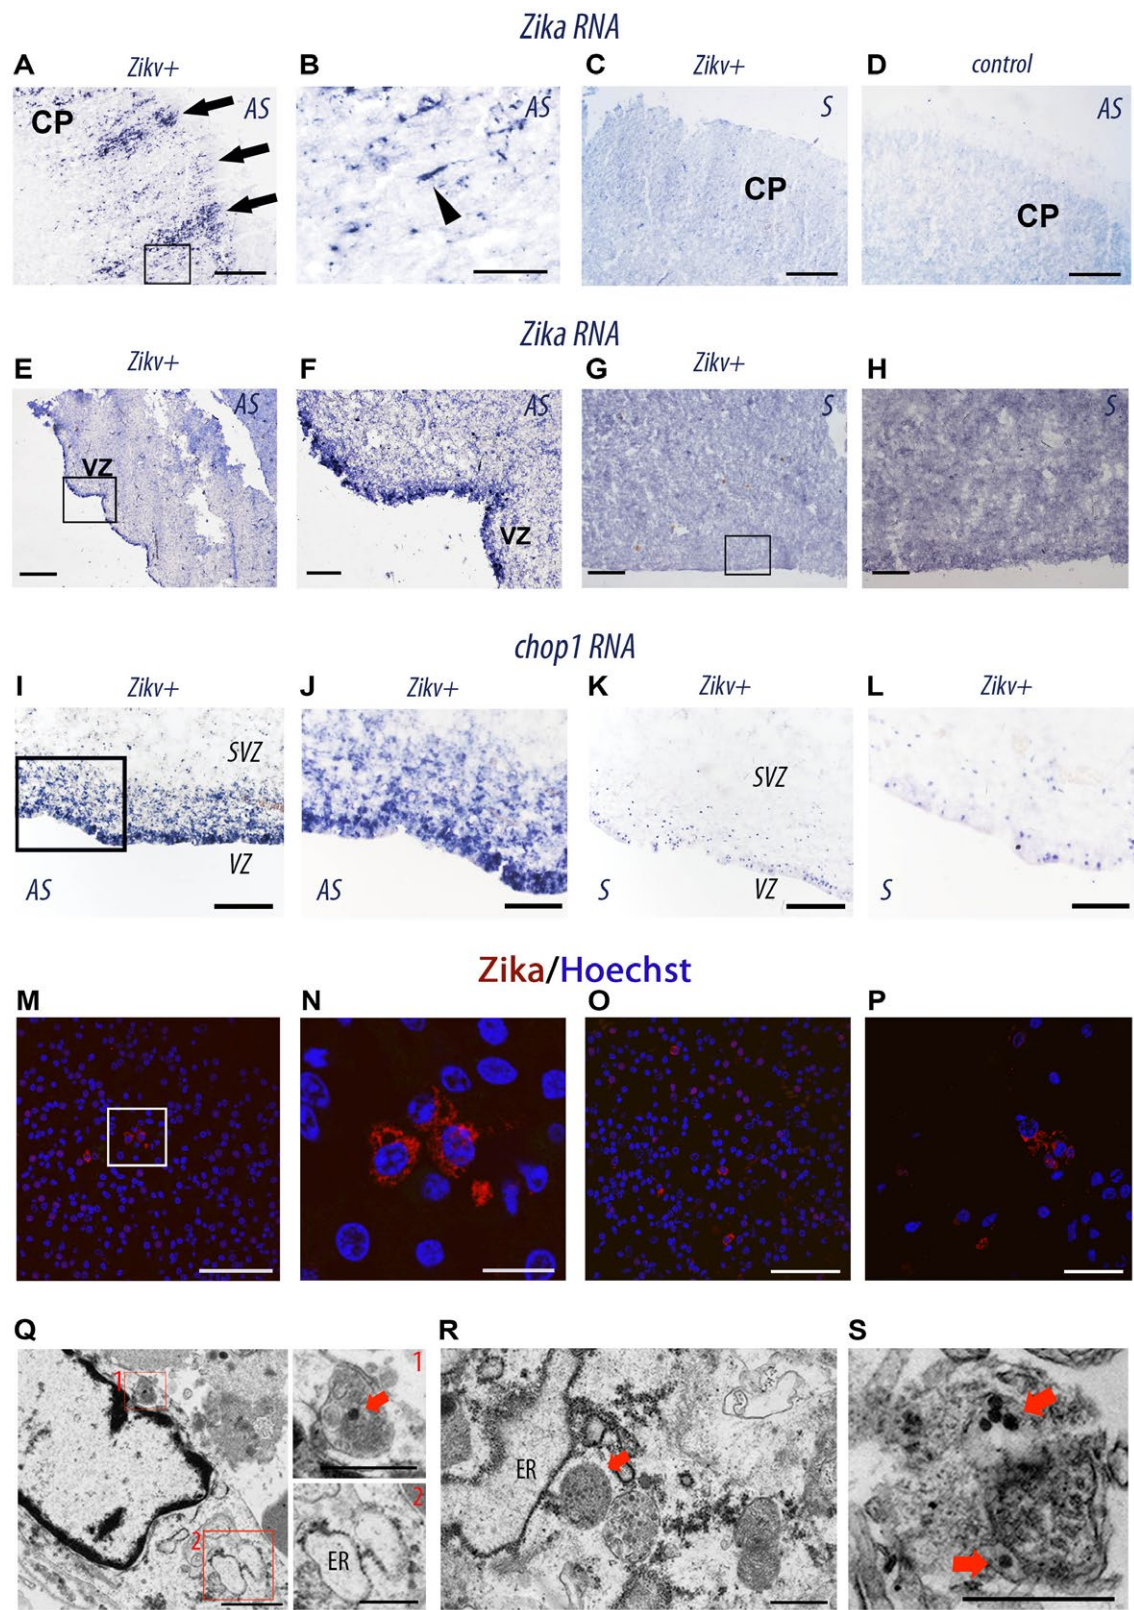 Zika RNA
A Zikv+ B C Zikv+ D control
CP AS S CP AS CP
Zika RNA
E Zikv+ F G Zikv+ H
AS VZ AS VZ S S
chop1 RNA
I Zikv+ J Zikv+ K Zikv+ L Zikv+
SVZ SVZ
VZ VZ
AS AS S S
Zika/Hoechst
M N O P
Q R S
1 1
ER
2 2
ER